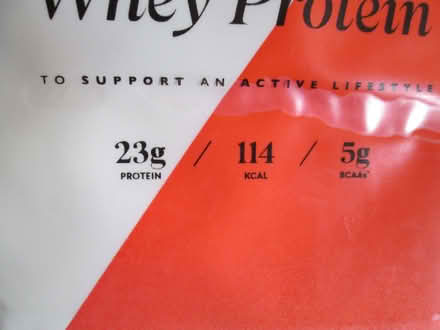 Whey Protein
TO SUPPORT AN ACTIVE LIFESTYLE
23g / 114 / 5g
PROTEIN KCAL BCAAs*